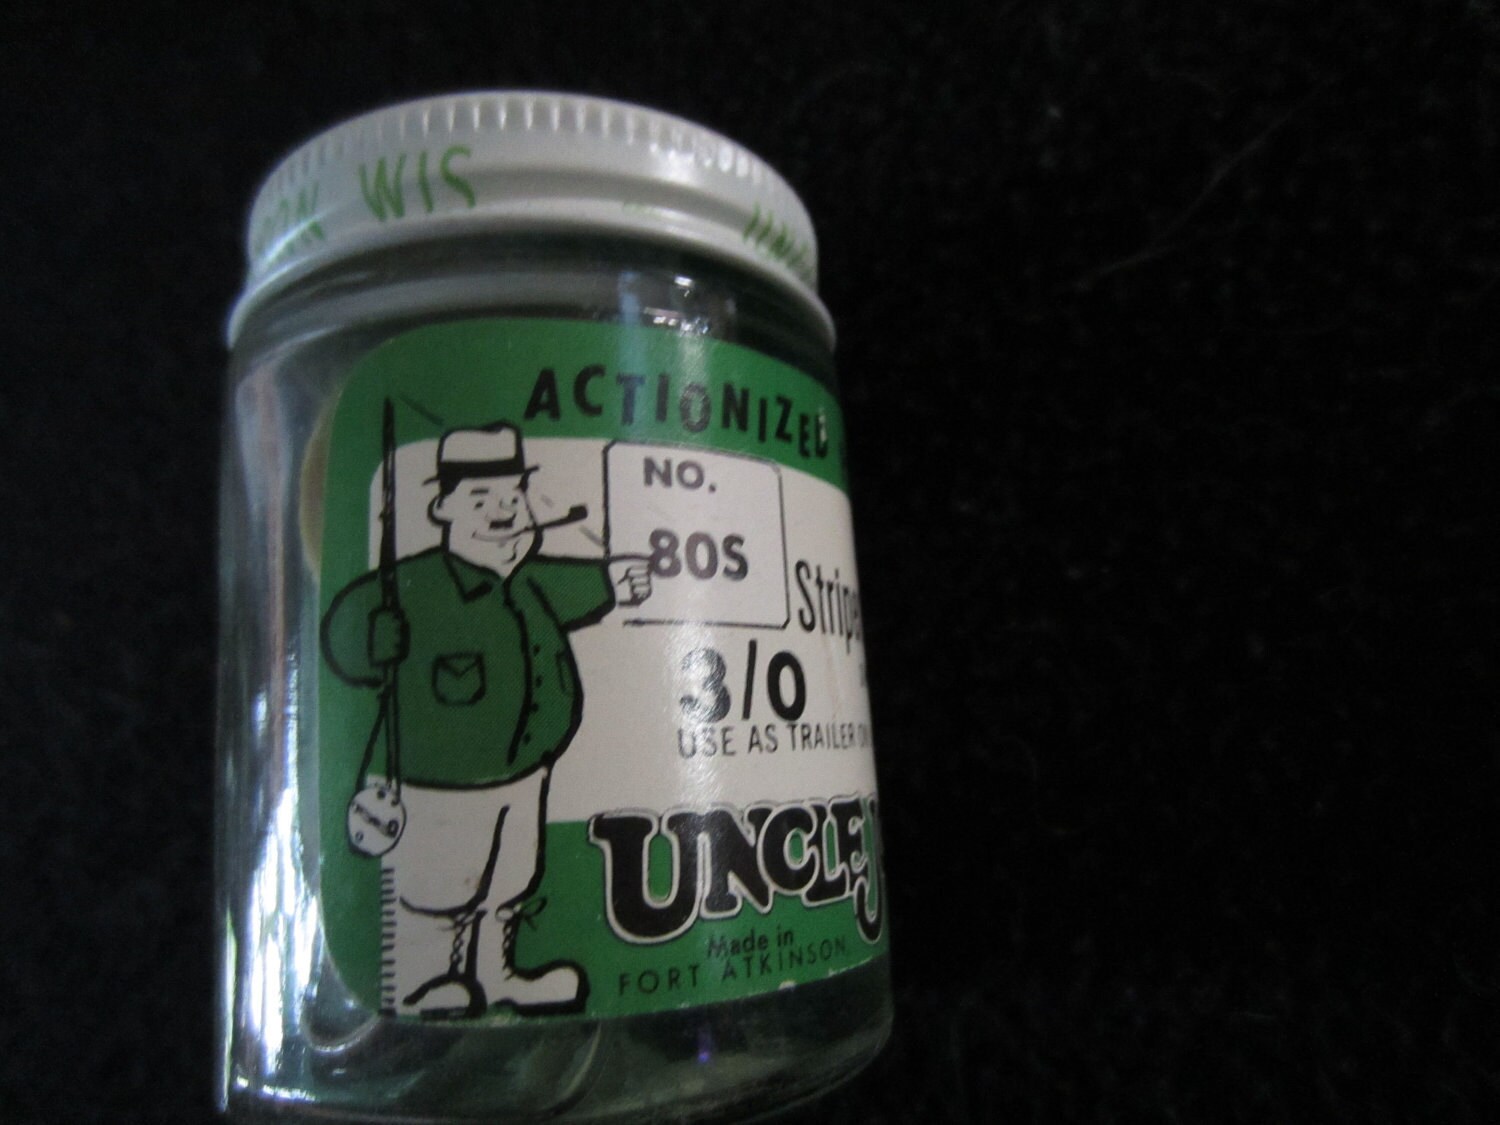 WIS
ACTIONIZED
NO.
80S
Stripe
3/0
USE AS TRAILER
UNCLE
Made in
FORT ATKINSON,